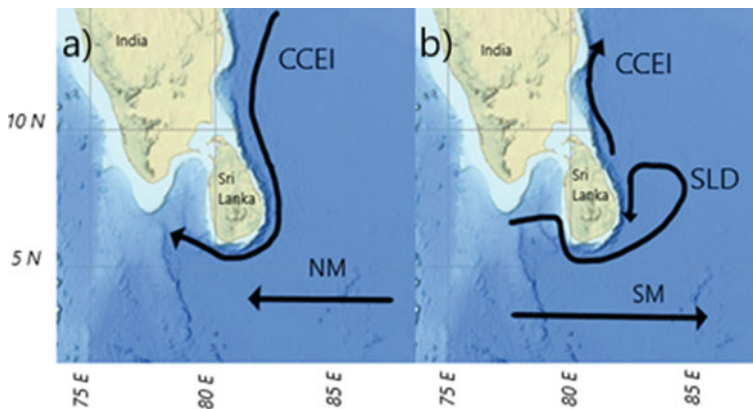 a)
India
CCEI
10 N
Sri
Lanka
5 N
NM
75 E
80 E
85 E
b)
India
CCEI
Sri
Lanka
SLD
SM
75 E
80 E
85 E